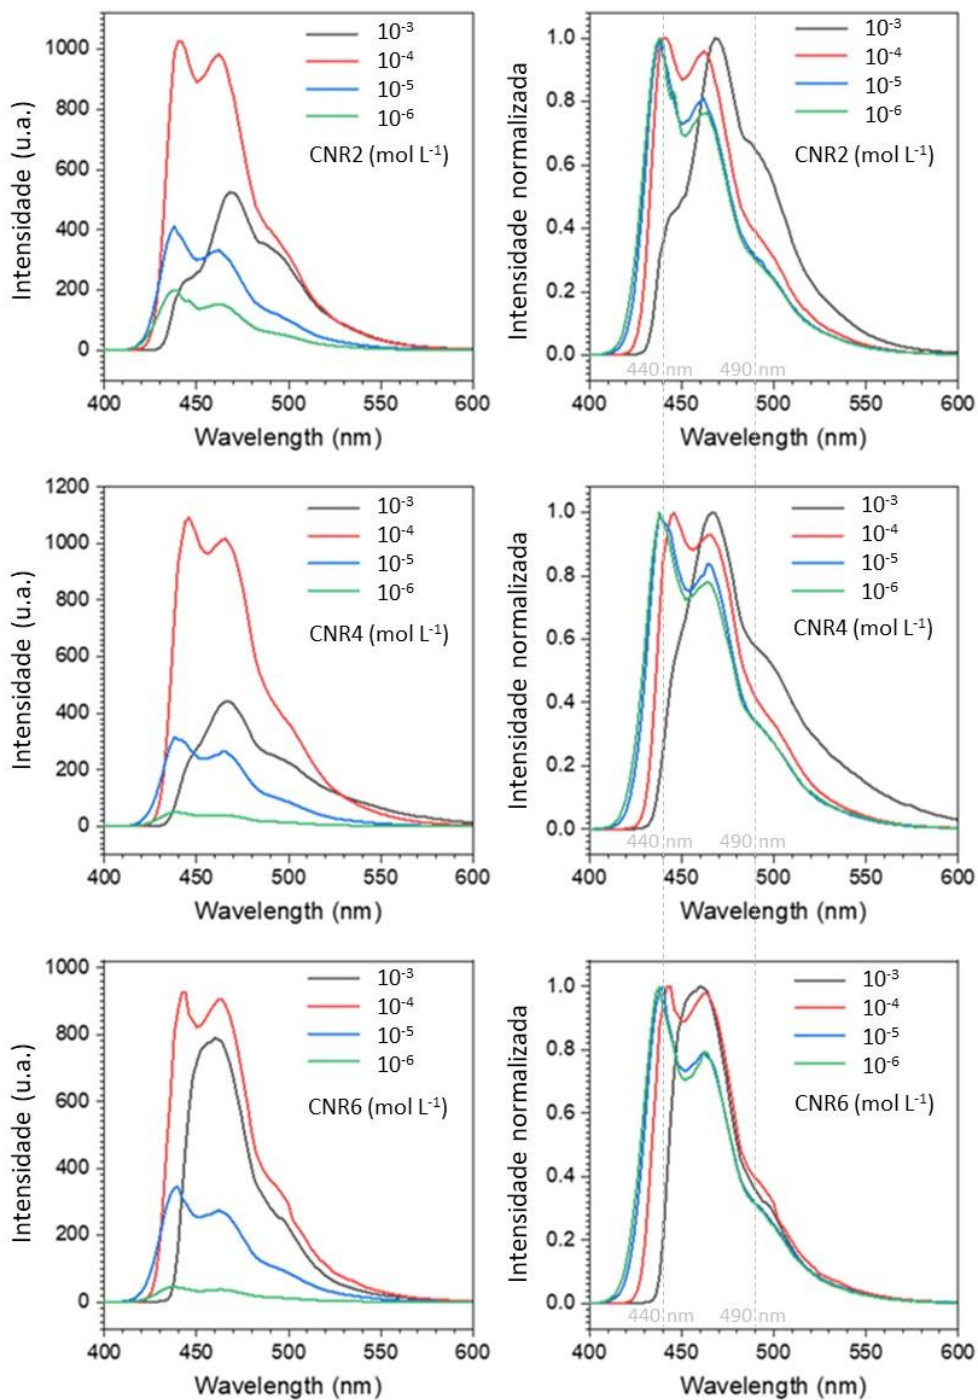 Intensidade (u.a.)
1000
800
600
400
200
0
10⁻³
10⁻⁴
10⁻⁵
10⁻⁶
CNR2 (mol L⁻¹)
400 450 500 550 600
Wavelength (nm)
Intensidade normalizada
1.0
0.8
0.6
0.4
0.2
0.0
10⁻³
10⁻⁴
10⁻⁵
10⁻⁶
CNR2 (mol L⁻¹)
440 nm 490 nm
400 450 500 550 600
Wavelength (nm)
Intensidade (u.a.)
1200
1000
800
600
400
200
0
10⁻³
10⁻⁴
10⁻⁵
10⁻⁶
CNR4 (mol L⁻¹)
400 450 500 550 600
Wavelength (nm)
Intensidade normalizada
1.0
0.8
0.6
0.4
0.2
0.0
10⁻³
10⁻⁴
10⁻⁵
10⁻⁶
CNR4 (mol L⁻¹)
440 nm 490 nm
400 450 500 550 600
Wavelength (nm)
Intensidade (u.a.)
1000
800
600
400
200
0
10⁻³
10⁻⁴
10⁻⁵
10⁻⁶
CNR6 (mol L⁻¹)
400 450 500 550 600
Wavelength (nm)
Intensidade normalizada
1.0
0.8
0.6
0.4
0.2
0.0
10⁻³
10⁻⁴
10⁻⁵
10⁻⁶
CNR6 (mol L⁻¹)
440 nm 490 nm
400 450 500 550 600
Wavelength (nm)